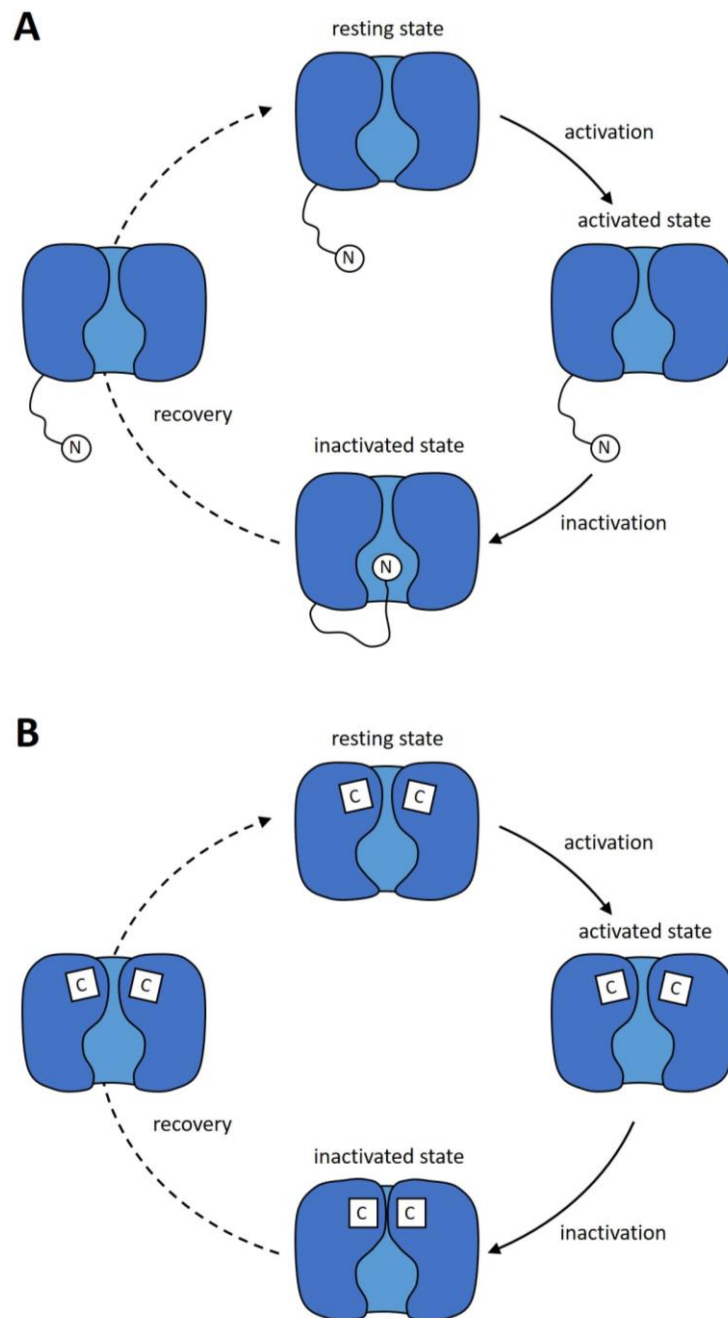 A
resting state
activation
activated state
N
N
N
recovery
inactivated state
N
inactivation
B
resting state
C C
activation
activated state
C C
C C
recovery
inactivated state
C C
inactivation